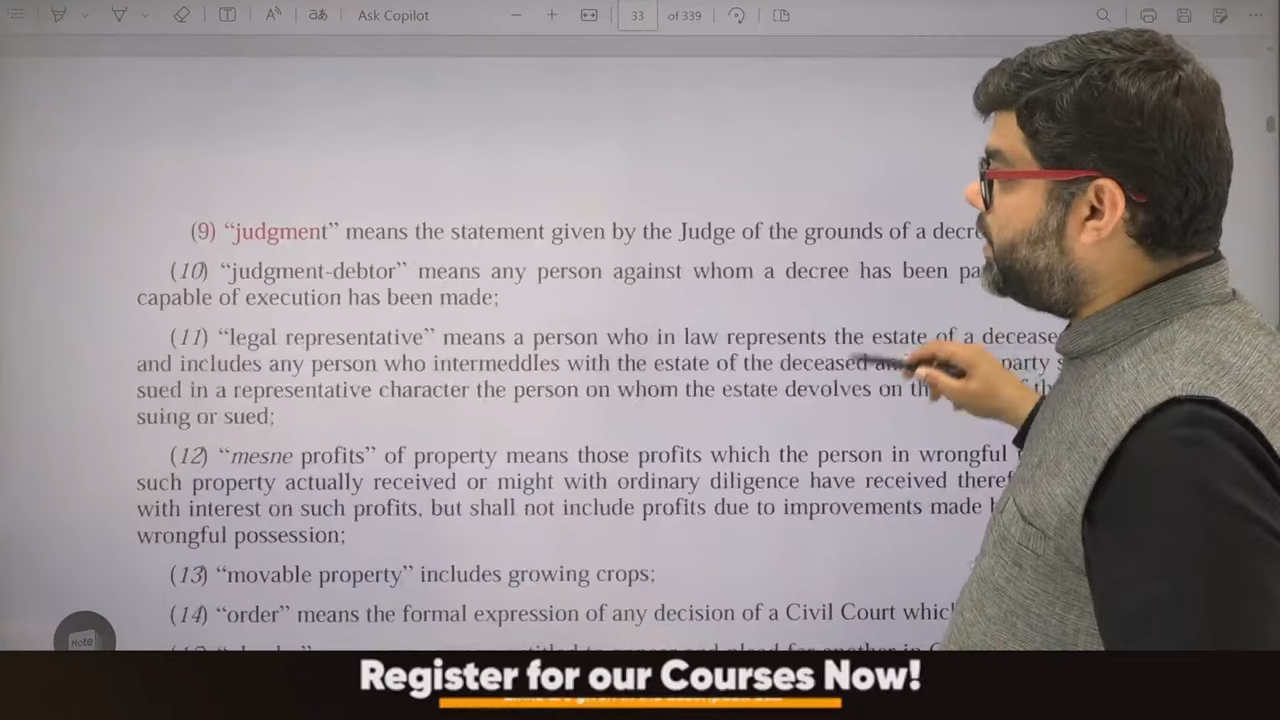 Ask Copilot
33 of 339
(9) “judgment” means the statement given by the Judge of the grounds of a
(10) “judgment-debtor” means any person against whom a decree has been
capable of execution has been made;
(11) “legal representative” means a person who in law represents the estate of a
and includes any person who intermeddles with the estate of the deceased party
sued in a representative character the person on whom the estate devolves on
suing or sued;
(12) “mesne profits” of property means those profits which the person in wrongful
such property actually received or might with ordinary diligence have received
with interest on such profits, but shall not include profits due to improvements made
wrongful possession;
(13) “movable property” includes growing crops;
(14) “order” means the formal expression of any decision of a Civil Court
Note
Register for our Courses Now!